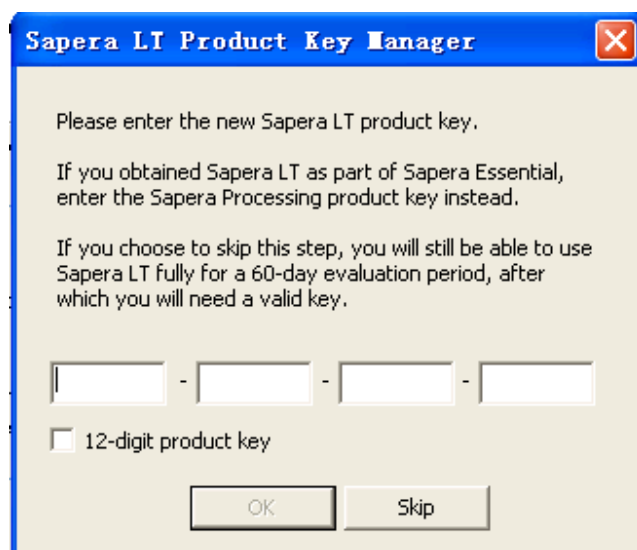 Sapera LT Product Key Manager
Please enter the new Sapera LT product key.
If you obtained Sapera LT as part of Sapera Essential,
enter the Sapera Processing product key instead.
If you choose to skip this step, you will still be able to use
Sapera LT fully for a 60-day evaluation period, after
which you will need a valid key.
- - -
12-digit product key
OK Skip